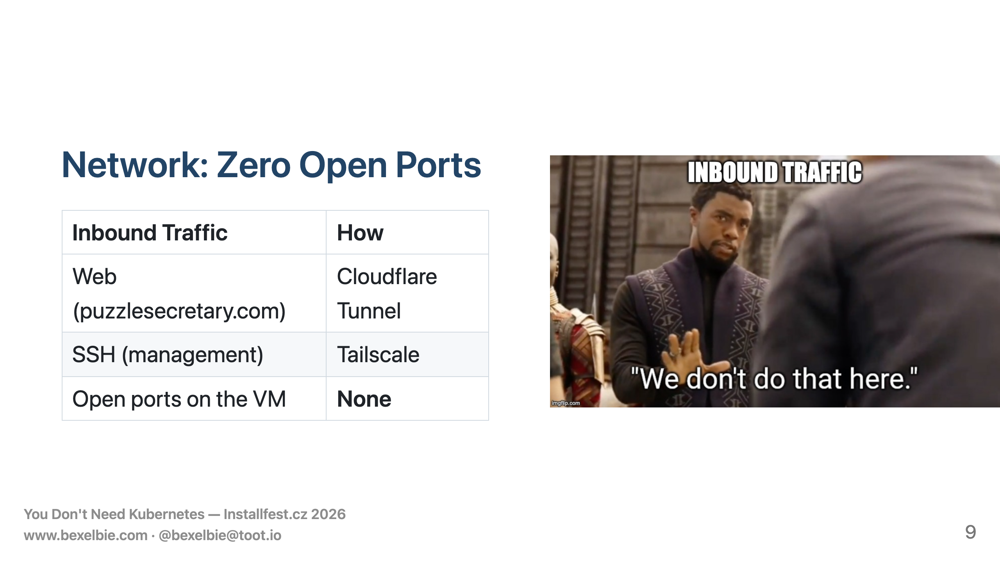 Network: Zero Open Ports
Inbound Traffic
How
Web
(puzzlesecretary.com)
Cloudflare
Tunnel
SSH (management)
Tailscale
Open ports on the VM
None
INBOUND TRAFFIC
"We don't do that here."
imgflip.com
You Don't Need Kubernetes — Installfest.cz 2026
www.bexelbie.com · @bexelbie@toot.io
9